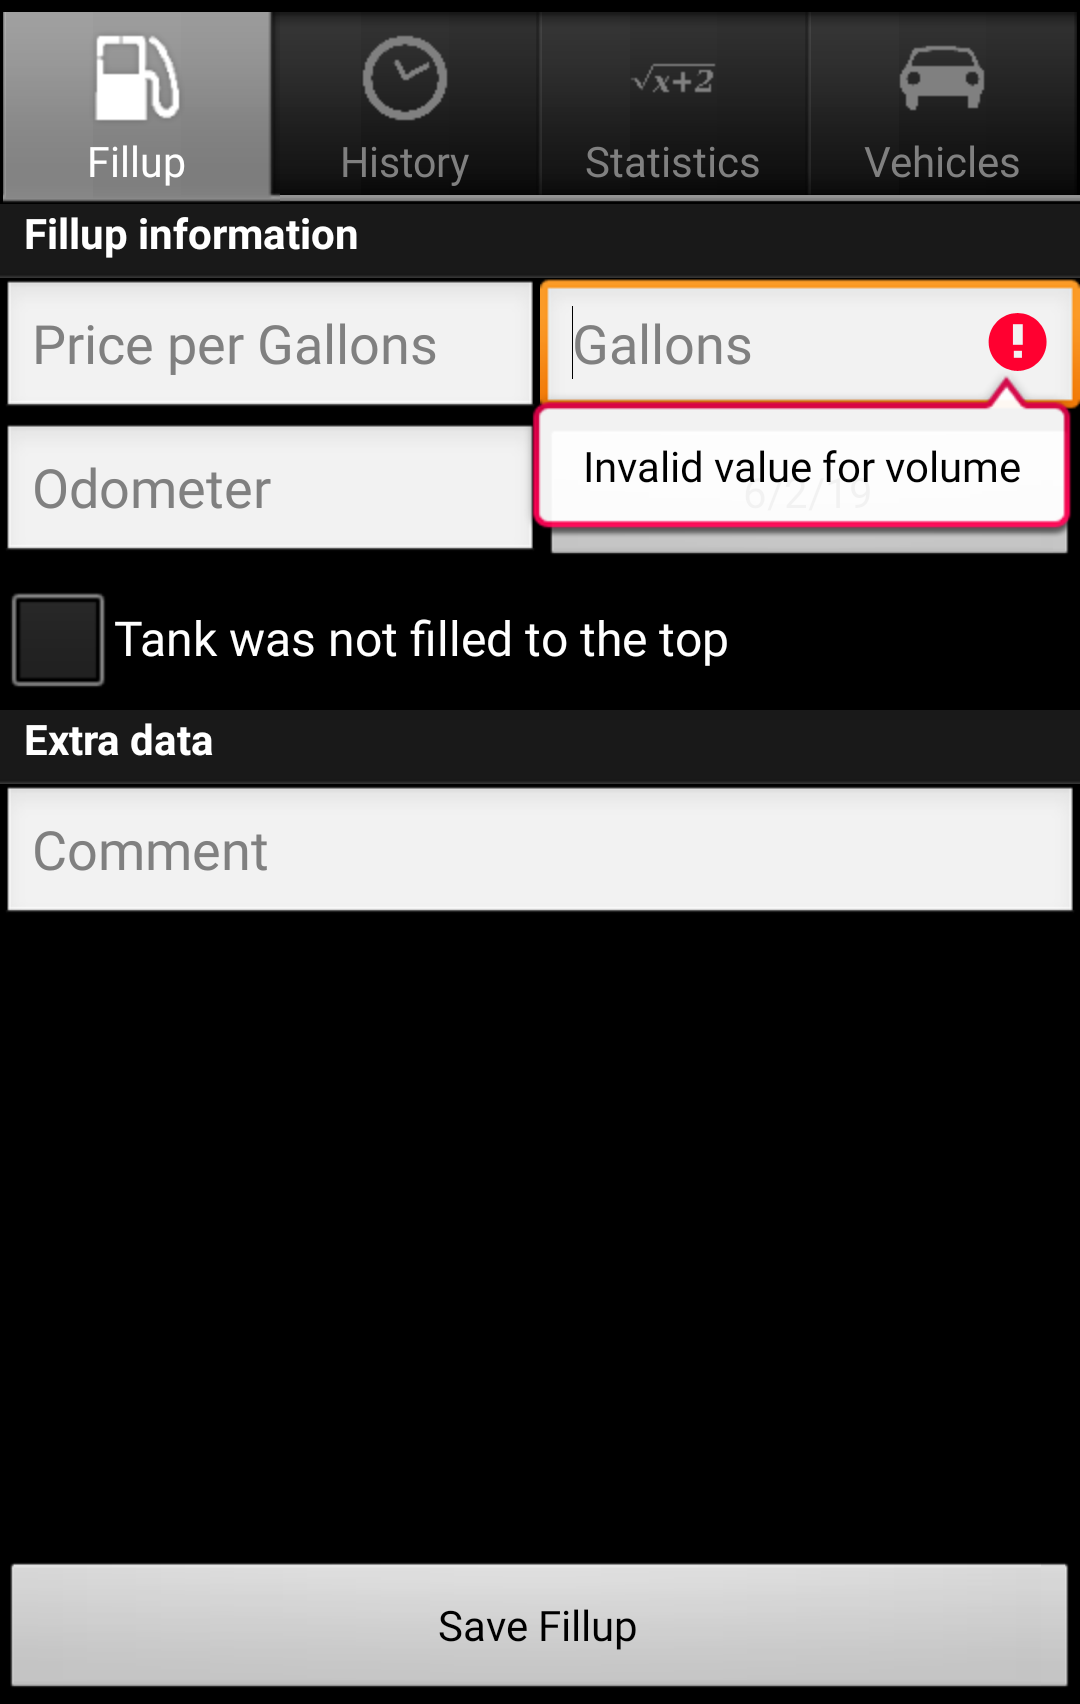 Fillup
History
√x+2
Statistics
Vehicles
Fillup information
Price per Gallons
Gallons
Odometer
Invalid value for volume
6/2/19
Tank was not filled to the top
Extra data
Comment
Save Fillup